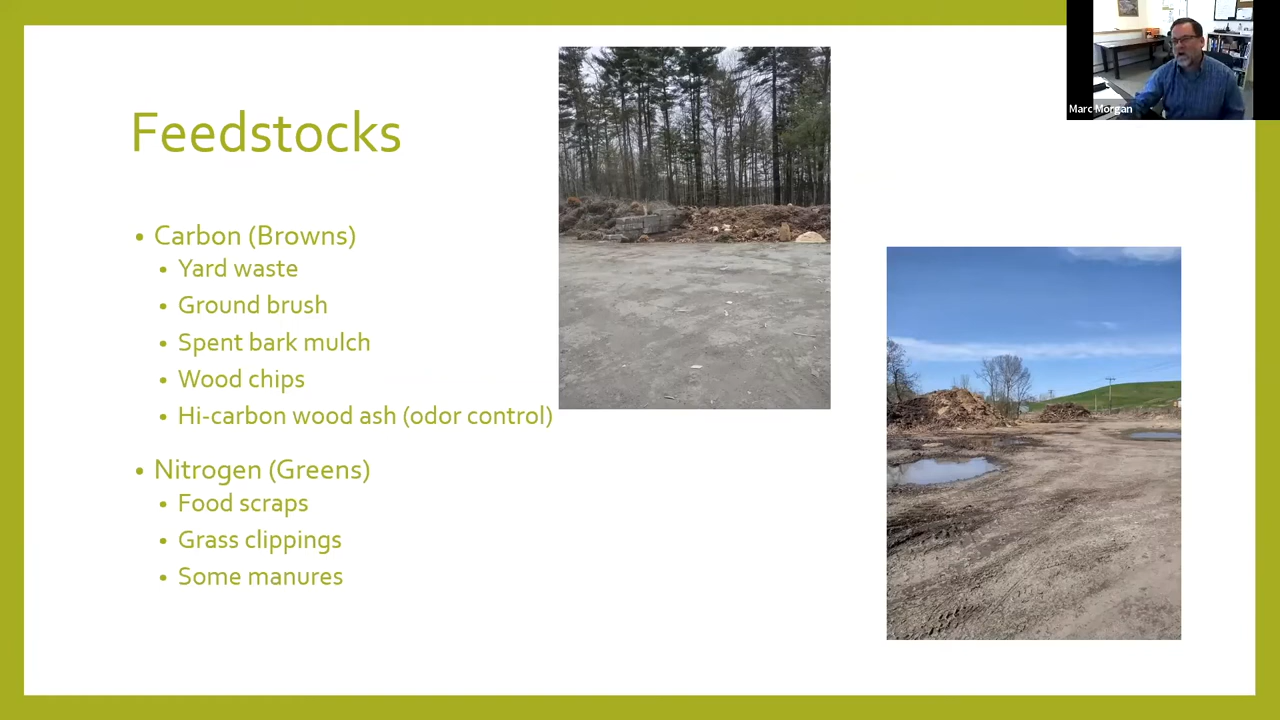 Feedstocks
• Carbon (Browns)
• Yard waste
• Ground brush
• Spent bark mulch
• Wood chips
• Hi-carbon wood ash (odor control)
• Nitrogen (Greens)
• Food scraps
• Grass clippings
• Some manures
Marc Morgan